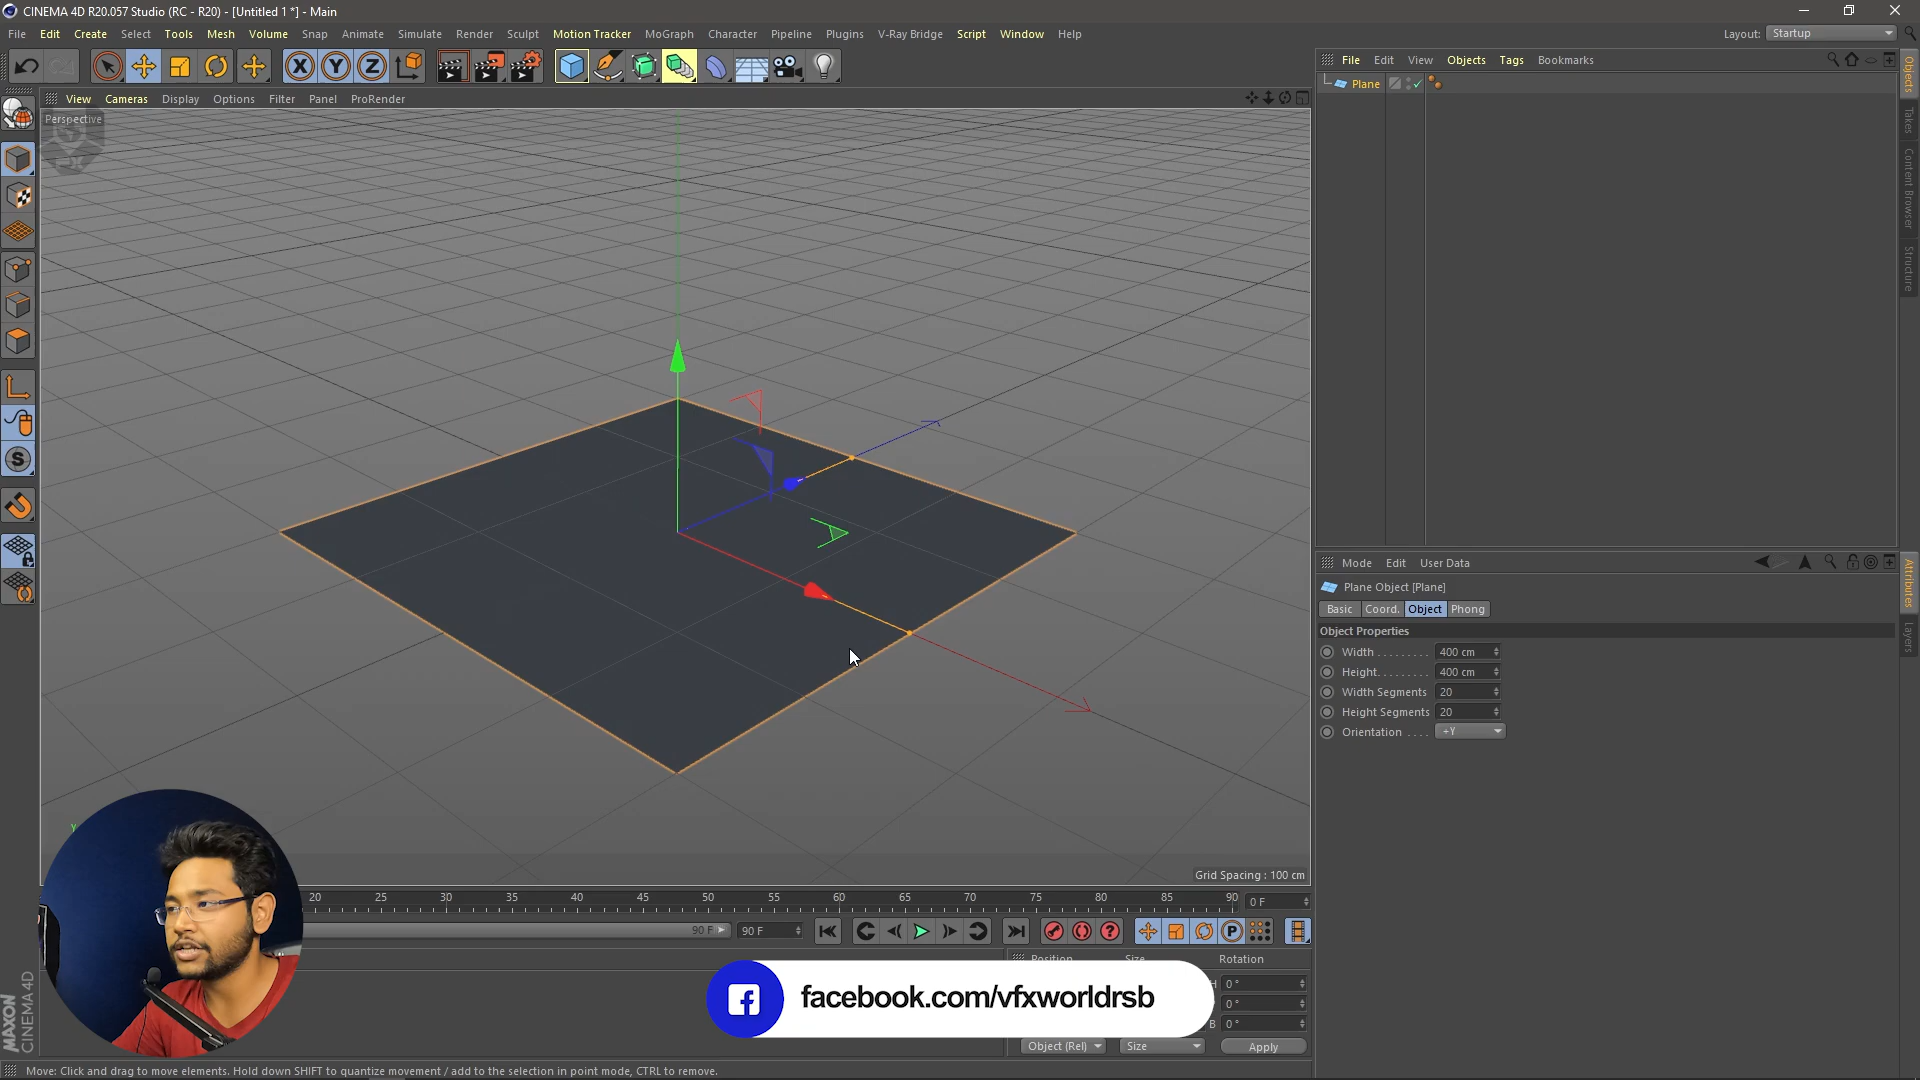 CINEMA 4D R20.057 Studio (RC - R20) - [Untitled 1 *] - Main
File Edit Create Select Tools Mesh Volume Snap Animate Simulate Render Sculpt Motion Tracker MoGraph Character Pipeline Plugins V-Ray Bridge Script Window Help
Layout: Startup
View Cameras Display Options Filter Panel ProRender
Perspective
File Edit View Objects Tags Bookmarks
Plane
Objects
Takes
Content Browser
Structure
Mode Edit User Data
Plane Object [Plane]
Basic Coord. Object Phong
Object Properties
Width . . . . . . . . . 400 cm
Height. . . . . . . . . 400 cm
Width Segments 20
Height Segments 20
Orientation . . . . +Y
Attributes
Layers
Y
Grid Spacing : 100 cm
20 25 30 35 40 45 50 55 60 65 70 75 80 85 90 0 F
90 F 90 F
Position Size Rotation
H 0 °
0 °
B 0 °
Object (Rel) Size Apply
facebook.com/vfxworldrsb
MAXON
CINEMA 4D
Move: Click and drag to move elements. Hold down SHIFT to quantize movement / add to the selection in point mode, CTRL to remove.